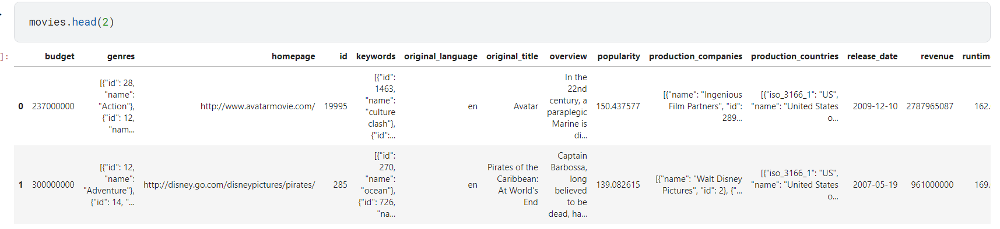 movies.head(2)
]:
budget genres homepage id keywords original_language original_title overview popularity production_companies production_countries release_date revenue runtim
0 237000000 [{"id": 28, "name": "Action"}, {"id": 12, "nam... http://www.avatarmovie.com/ 19995 [{"id": 1463, "name": "culture clash"}, {"id":... en Avatar In the 22nd century, a paraplegic Marine is di... 150.437577 [{"name": "Ingenious Film Partners", "id": 289... [{"iso_3166_1": "US", "name": "United States o... 2009-12-10 2787965087 162.
1 300000000 [{"id": 12, "name": "Adventure"}, {"id": 14, "... http://disney.go.com/disneypictures/pirates/ 285 [{"id": 270, "name": "ocean"}, {"id": 726, "na... en Pirates of the Caribbean: At World's End Captain Barbossa, long believed to be dead, ha... 139.082615 [{"name": "Walt Disney Pictures", "id": 2}, {"... [{"iso_3166_1": "US", "name": "United States o... 2007-05-19 961000000 169.